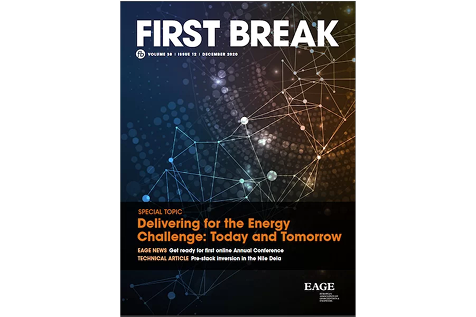 FIRST BREAK
VOLUME 38 | ISSUE 12 | DECEMBER 2020
SPECIAL TOPIC
Delivering for the Energy
Challenge: Today and Tomorrow
EAGE NEWS Get ready for first online Annual Conference
TECHNICAL ARTICLE Pre-stack inversion in the Nile Dela
EAGE